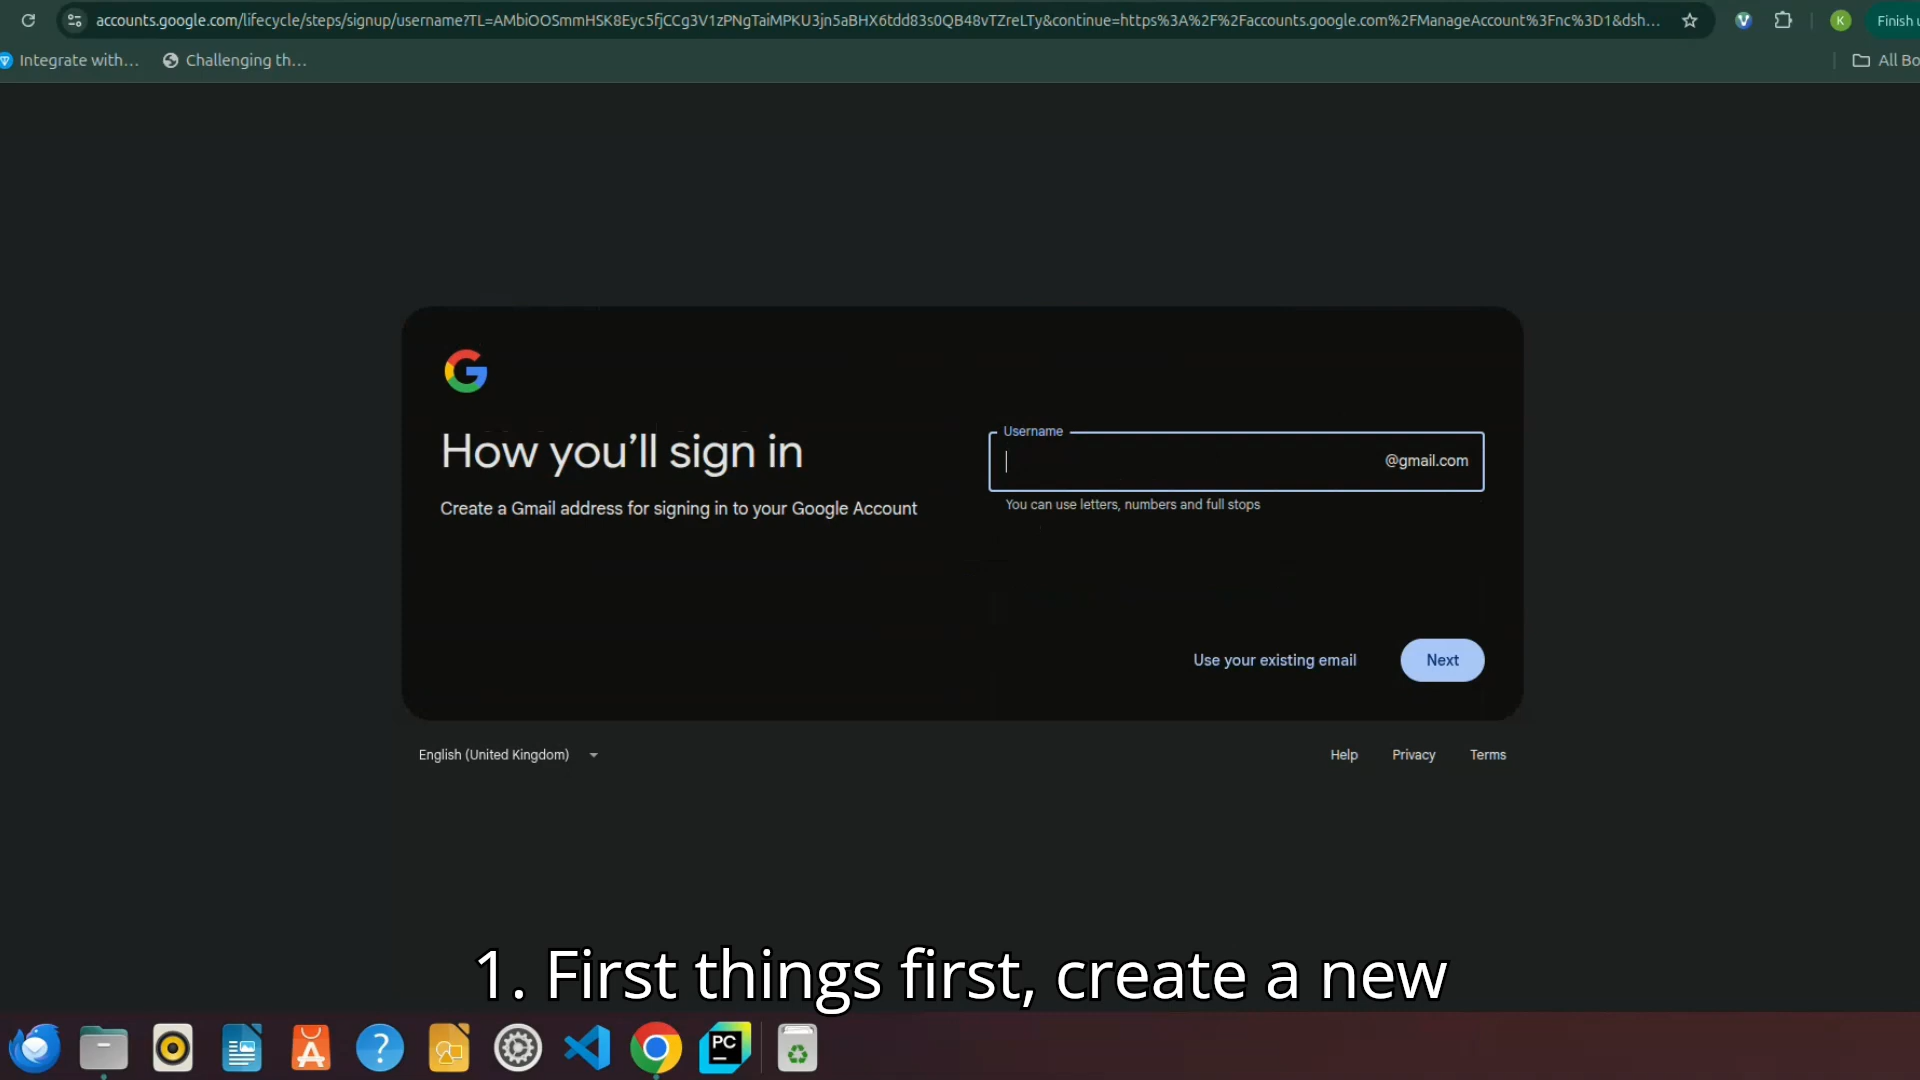 accounts.google.com/lifecycle/steps/signup/username?TL=AMbiOOSmmHSK8Eyc5fjCCg3V1zPNgTaiMPKU3jn5aBHX6tdd83s0QB48vTZreLTy&continue=https%3A%2F%2Faccounts.google.com%2FManageAccount%3Fnc%3D1&dsh...
K
Finish u
Integrate with...
Challenging th...
All Bo
How you'll sign in
Create a Gmail address for signing in to your Google Account
Username
@gmail.com
You can use letters, numbers and full stops
Use your existing email
Next
English (United Kingdom)
Help
Privacy
Terms
1. First things first, create a new
PC